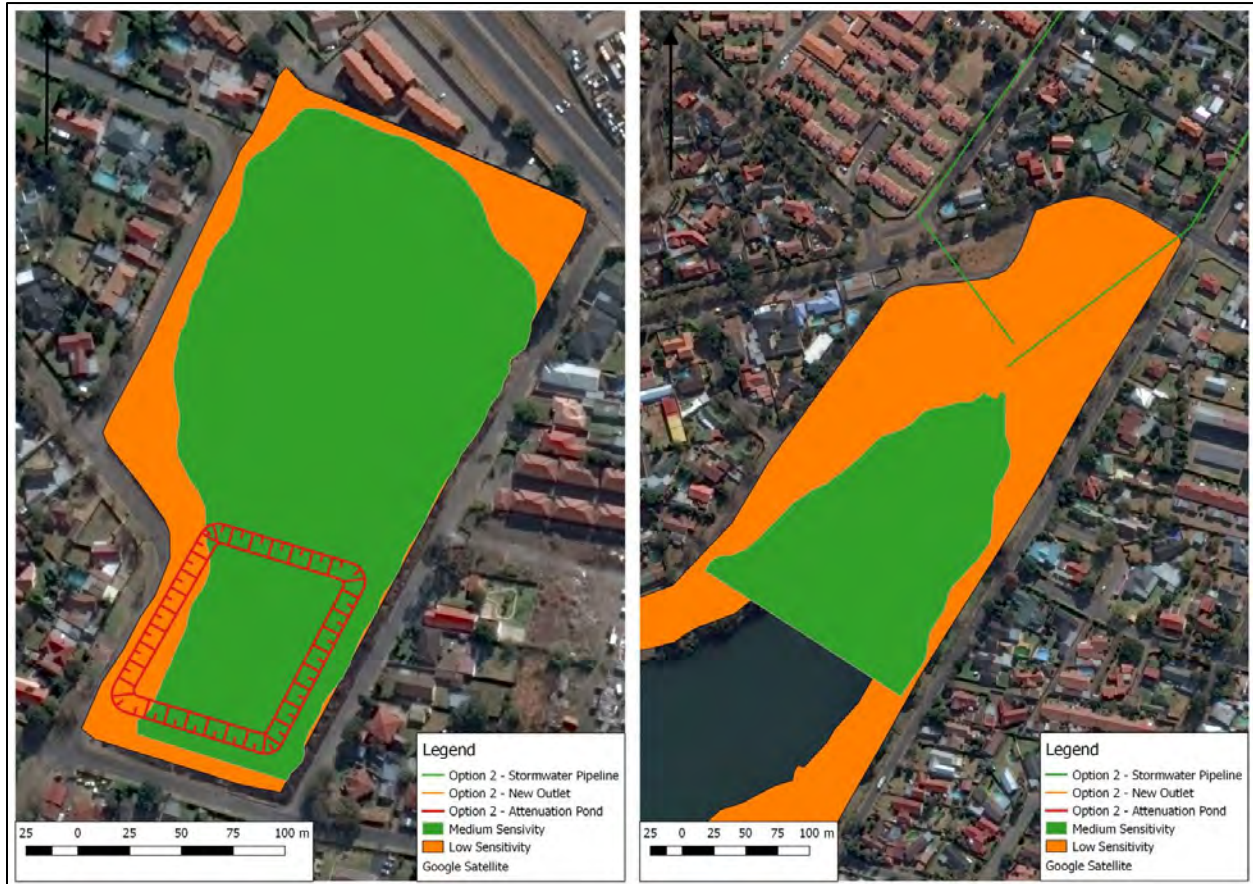 Legend
Option 2 - Stormwater Pipeline
Option 2 - New Outlet
Option 2 - Attenuation Pond
Medium Sensivity
Low Sensitivity
Google Satellite
25 0 25 50 75 100 m
Legend
Option 2 - Stormwater Pipeline
Option 2 - New Outlet
Option 2 - Attenuation Pond
Medium Sensitivity
Low Sensitivity
Google Satellite
25 0 25 50 75 100 m